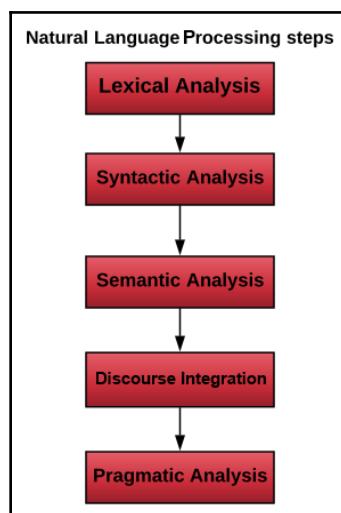 Natural Language Processing steps
Lexical Analysis
Syntactic Analysis
Semantic Analysis
Discourse Integration
Pragmatic Analysis